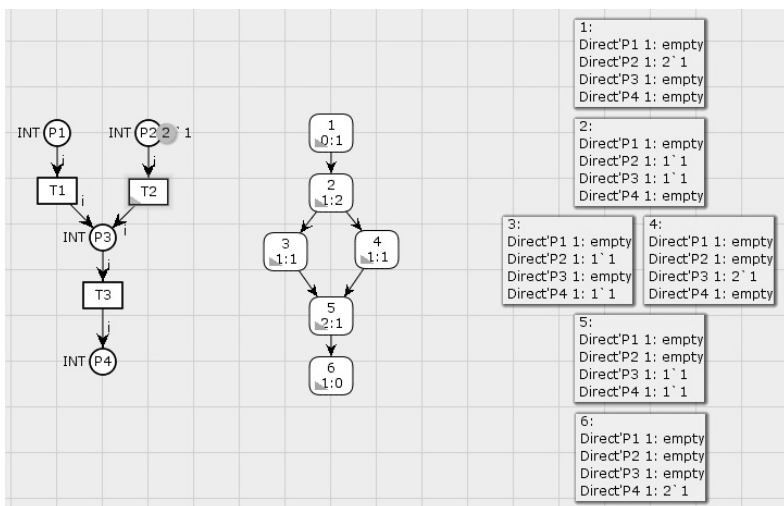 INT P1
INT P2 2`1
i
i
T1
T2
i
i
INT P3
i
T3
i
INT P4
1
0:1
2
1:2
3
1:1
4
1:1
5
2:1
6
1:0
1:
Direct'P1 1: empty
Direct'P2 1: 2`1
Direct'P3 1: empty
Direct'P4 1: empty
2:
Direct'P1 1: empty
Direct'P2 1: 1`1
Direct'P3 1: 1`1
Direct'P4 1: empty
3:
Direct'P1 1: empty
Direct'P2 1: 1`1
Direct'P3 1: empty
Direct'P4 1: 1`1
4:
Direct'P1 1: empty
Direct'P2 1: empty
Direct'P3 1: 2`1
Direct'P4 1: empty
5:
Direct'P1 1: empty
Direct'P2 1: empty
Direct'P3 1: 1`1
Direct'P4 1: 1`1
6:
Direct'P1 1: empty
Direct'P2 1: empty
Direct'P3 1: empty
Direct'P4 1: 2`1